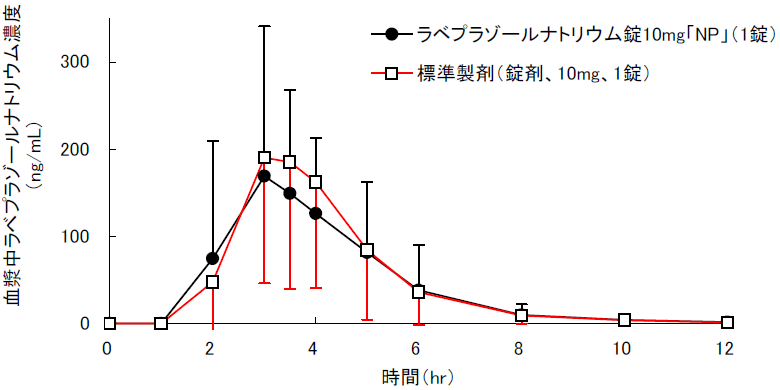 血漿中ラベプラゾールナトリウム濃度
(ng/mL)
300
200
100
0
ラベプラゾールナトリウム錠10mg「NP」(1錠)
標準製剤(錠剤、10mg、1錠)
0 2 4 6 8 10 12
時間(hr)